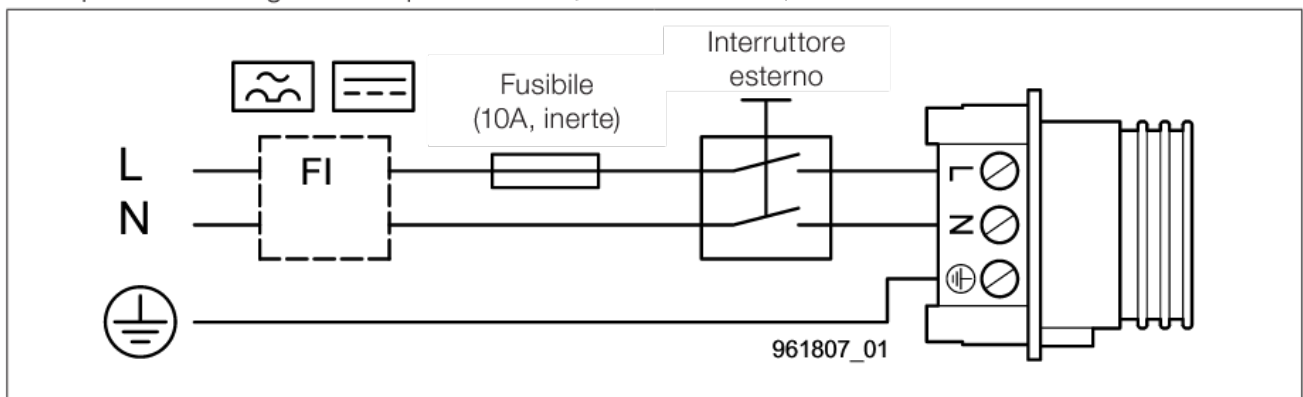 Interruttore
esterno
Fusibile
(10A, inerte)
L
FI
N
L
N
961807_01